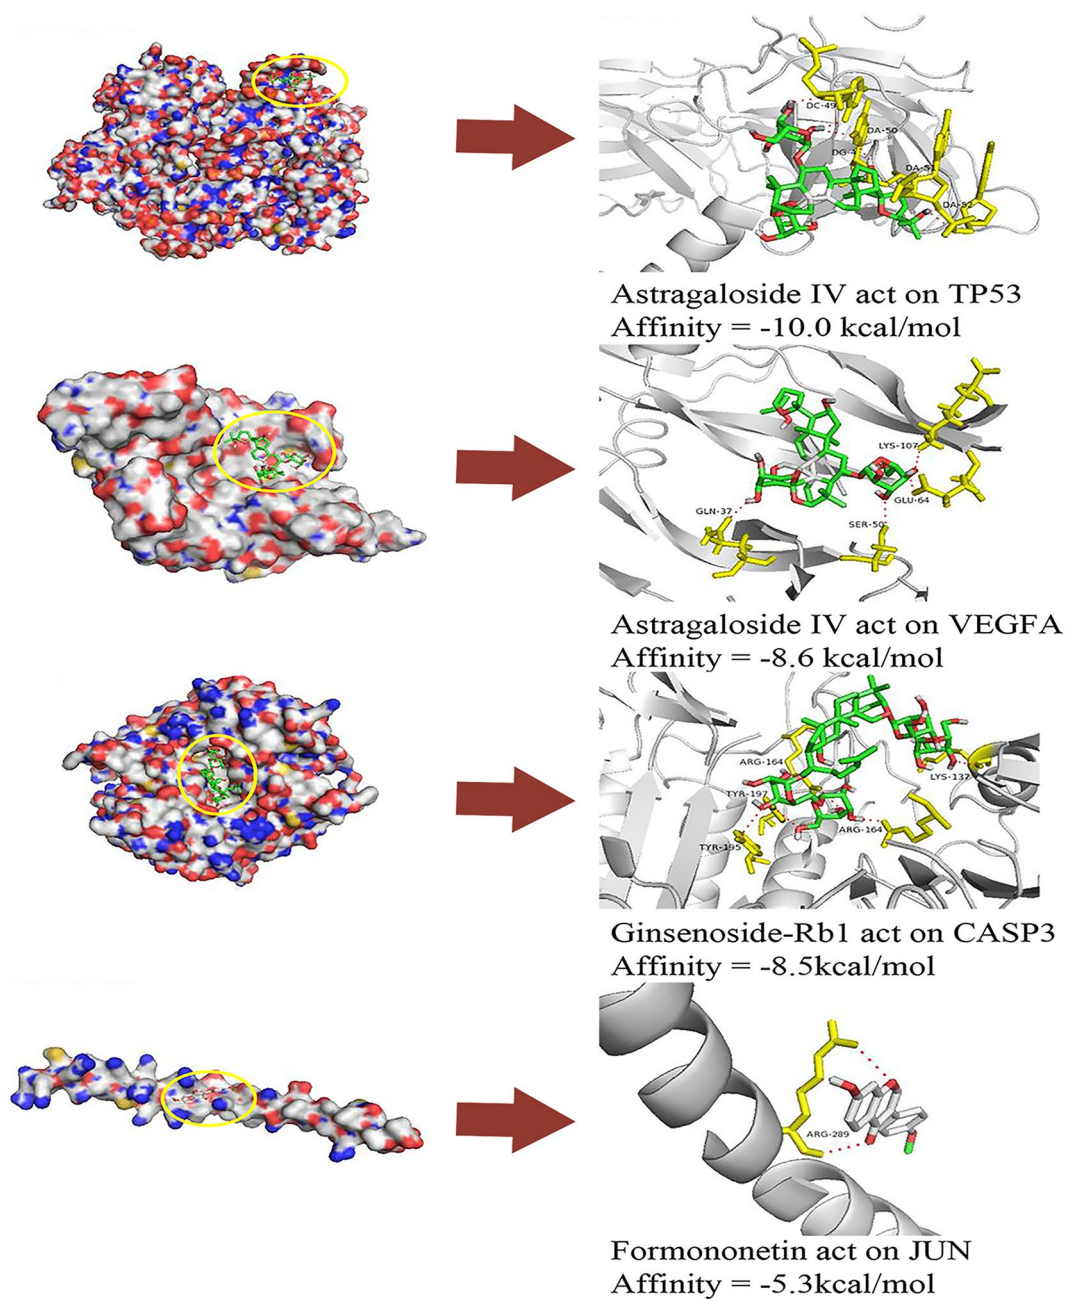 DC-49
DA-50
DG-4
DA-51
DA-52
Astragaloside IV act on TP53
Affinity = -10.0 kcal/mol
LYS-107
GLU-64
GLN-37
SER-50
Astragaloside IV act on VEGFA
Affinity = -8.6 kcal/mol
ARG-164
LYS-137
TYR-197
ARG-164
TYR-195
Ginsenoside-Rb1 act on CASP3
Affinity = -8.5kcal/mol
ARG-289
Formononetin act on JUN
Affinity = -5.3kcal/mol